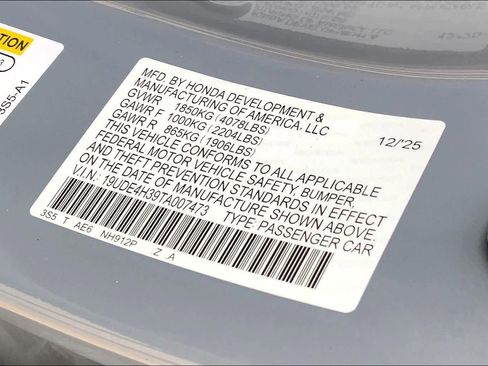 3S5-A1
MFD. BY HONDA DEVELOPMENT &
MANUFACTURING OF AMERICA, LLC
GVWR 1850KG (4078LBS) 12/'25
GAWR F 1000KG (2204LBS)
GAWR R 865KG (1906LBS)
THIS VEHICLE CONFORMS TO ALL APPLICABLE
FEDERAL MOTOR VEHICLE SAFETY, BUMPER,
AND THEFT PREVENTION STANDARDS IN EFFECT
ON THE DATE OF MANUFACTURE SHOWN ABOVE.
V.I.N.: 19UDE4H39TA007473 TYPE PASSENGER CAR
3S5 T AE6 NH912P Z A